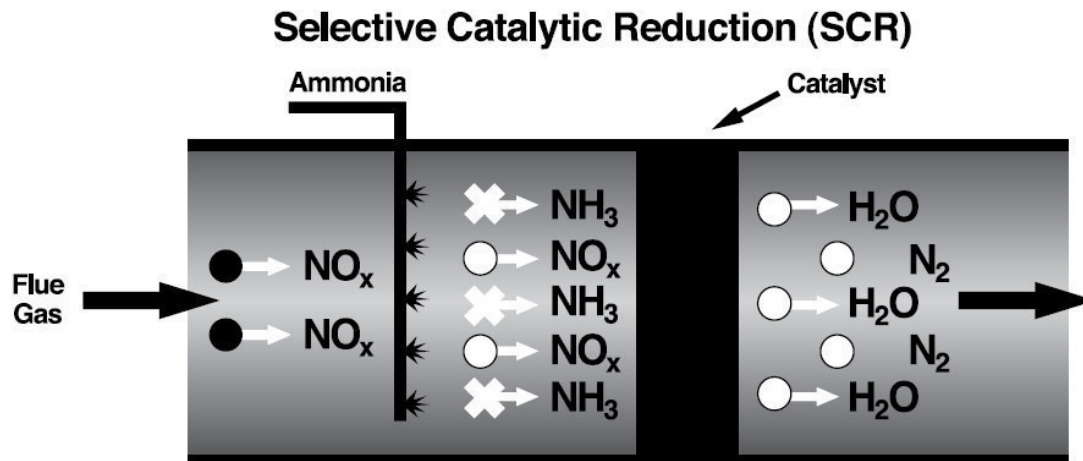 Selective Catalytic Reduction (SCR)
Ammonia
Catalyst
Flue
Gas
NOₓ
NOₓ
NH₃
NOₓ
NH₃
NOₓ
NH₃
H₂O
N₂
H₂O
N₂
H₂O